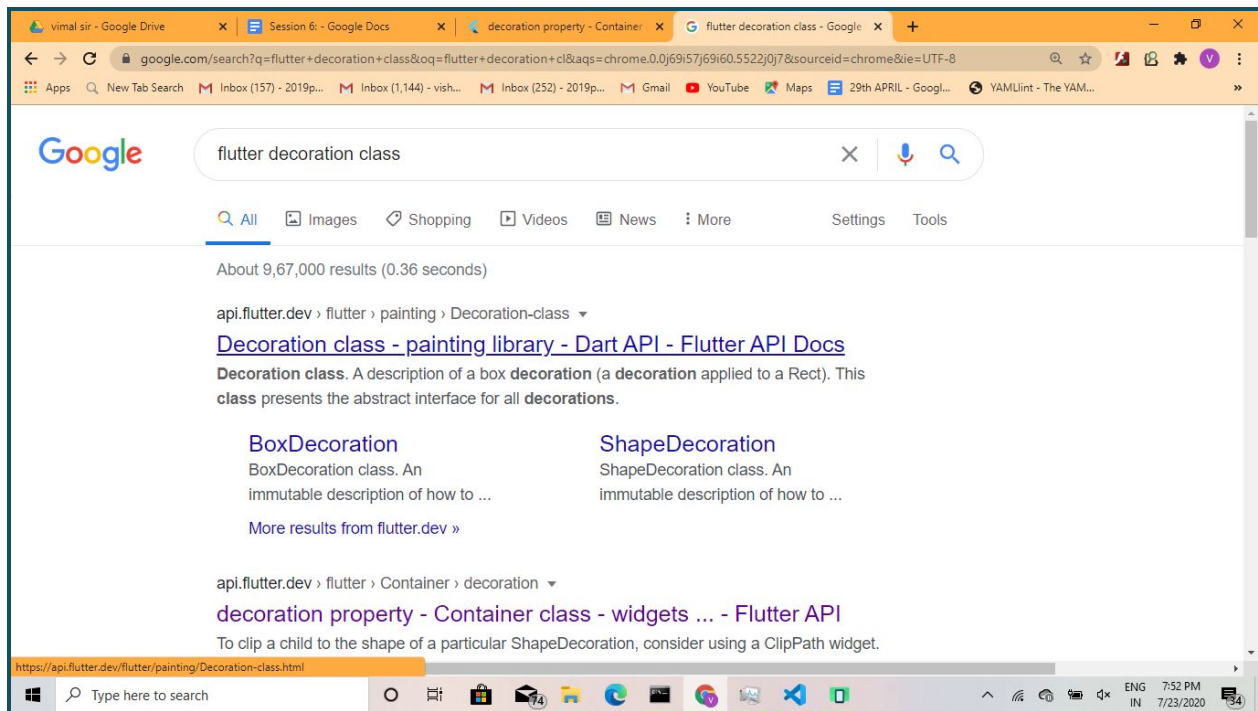 vimal sir - Google Drive
Session 6: - Google Docs
decoration property - Container
flutter decoration class - Google
google.com/search?q=flutter+decoration+class&oq=flutter+decoration+cl&aqs=chrome.0.0j69i57j69i60.5522j0j7&sourceid=chrome&ie=UTF-8
V
Apps New Tab Search Inbox (157) - 2019p... Inbox (1,144) - vish... Inbox (252) - 2019p... Gmail YouTube Maps 29th APRIL - Googl... YAMLlint - The YAM... »
Google
flutter decoration class
All Images Shopping Videos News More Settings Tools
About 9,67,000 results (0.36 seconds)
api.flutter.dev › flutter › painting › Decoration-class
Decoration class - painting library - Dart API - Flutter API Docs
Decoration class. A description of a box decoration (a decoration applied to a Rect). This
class presents the abstract interface for all decorations.
BoxDecoration
BoxDecoration class. An
immutable description of how to ...
ShapeDecoration
ShapeDecoration class. An
immutable description of how to ...
More results from flutter.dev »
api.flutter.dev › flutter › Container › decoration
decoration property - Container class - widgets ... - Flutter API
To clip a child to the shape of a particular ShapeDecoration, consider using a ClipPath widget.
https://api.flutter.dev/flutter/painting/Decoration-class.html
Type here to search
74
ENG
IN
7:52 PM
7/23/2020
34